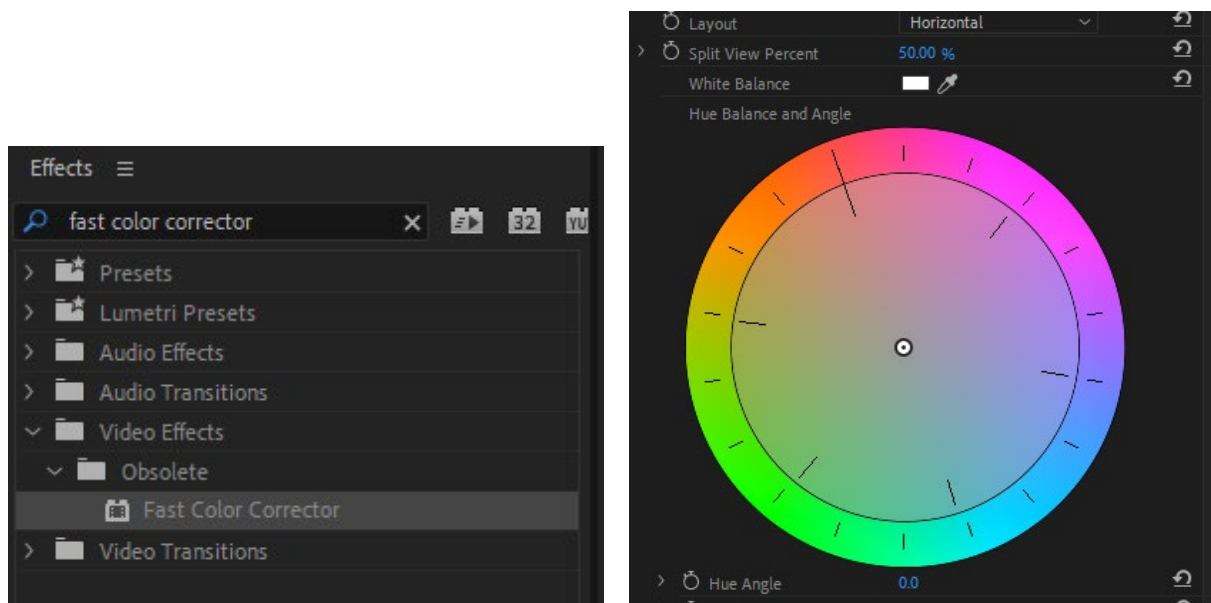 Effects
fast color corrector
32
YU
Presets
Lumetri Presets
Audio Effects
Audio Transitions
Video Effects
Obsolete
Fast Color Corrector
Video Transitions
Layout Horizontal
Split View Percent 50.00 %
White Balance
Hue Balance and Angle
Hue Angle 0.0